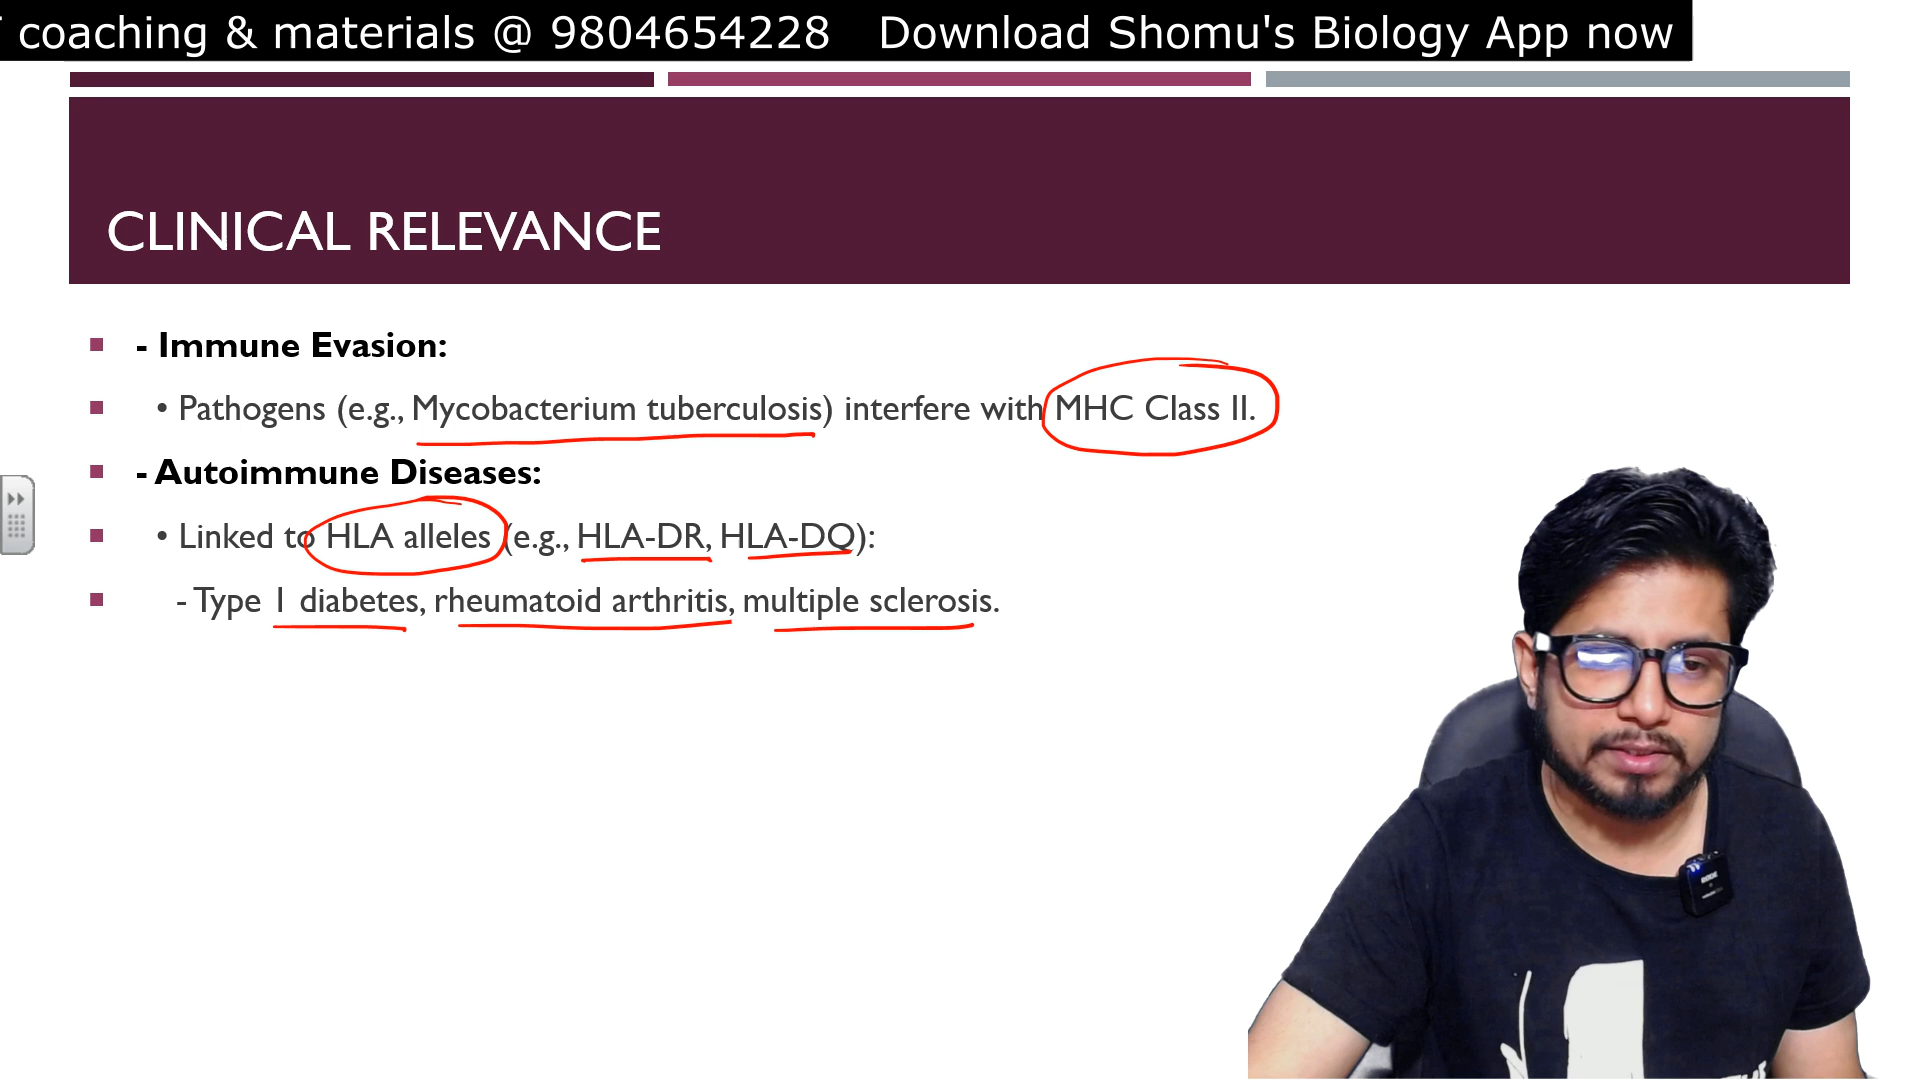 coaching & materials @ 9804654228 Download Shomu's Biology App now
CLINICAL RELEVANCE
- Immune Evasion:
• Pathogens (e.g., Mycobacterium tuberculosis) interfere with MHC Class II.
- Autoimmune Diseases:
• Linked to HLA alleles (e.g., HLA-DR, HLA-DQ):
- Type 1 diabetes, rheumatoid arthritis, multiple sclerosis.